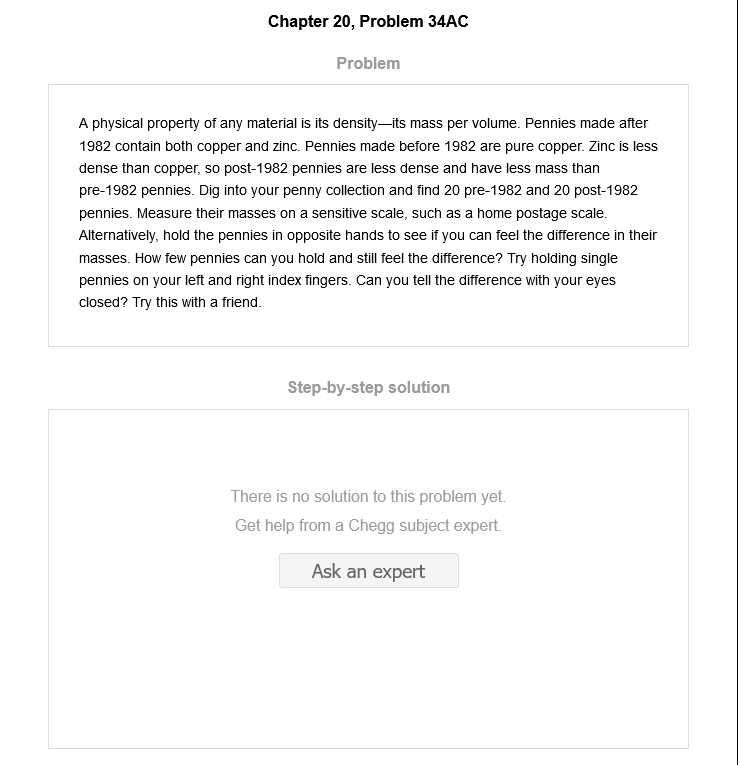 Chapter 20, Problem 34AC
Problem
A physical property of any material is its density—its mass per volume. Pennies made after
1982 contain both copper and zinc. Pennies made before 1982 are pure copper. Zinc is less
dense than copper, so post-1982 pennies are less dense and have less mass than
pre-1982 pennies. Dig into your penny collection and find 20 pre-1982 and 20 post-1982
pennies. Measure their masses on a sensitive scale, such as a home postage scale.
Alternatively, hold the pennies in opposite hands to see if you can feel the difference in their
masses. How few pennies can you hold and still feel the difference? Try holding single
pennies on your left and right index fingers. Can you tell the difference with your eyes
closed? Try this with a friend.
Step-by-step solution
There is no solution to this problem yet.
Get help from a Chegg subject expert.
Ask an expert